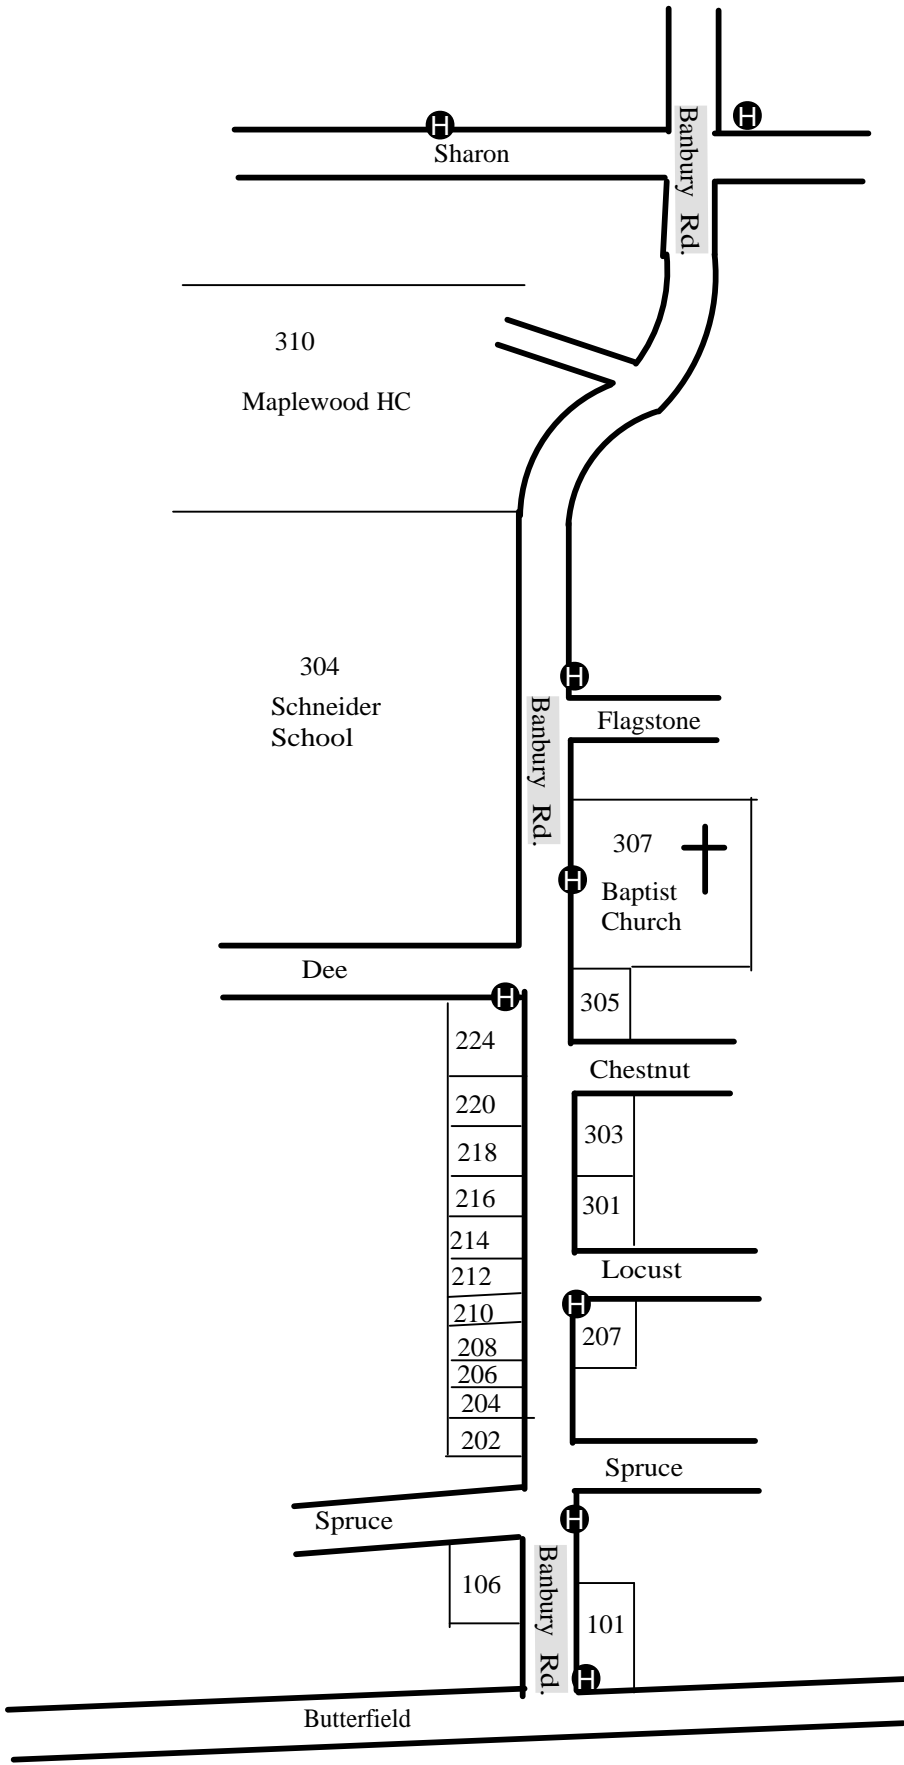 H
H
Sharon
Banbury Rd.
310
Maplewood HC
304
Schneider
School
H
Flagstone
Banbury Rd.
307
H
Baptist
Church
Dee
H
305
224
Chestnut
220
303
218
216
301
214
Locust
212
H
210
207
208
206
204
202
Spruce
Spruce
H
Banbury Rd.
106
101
H
Butterfield